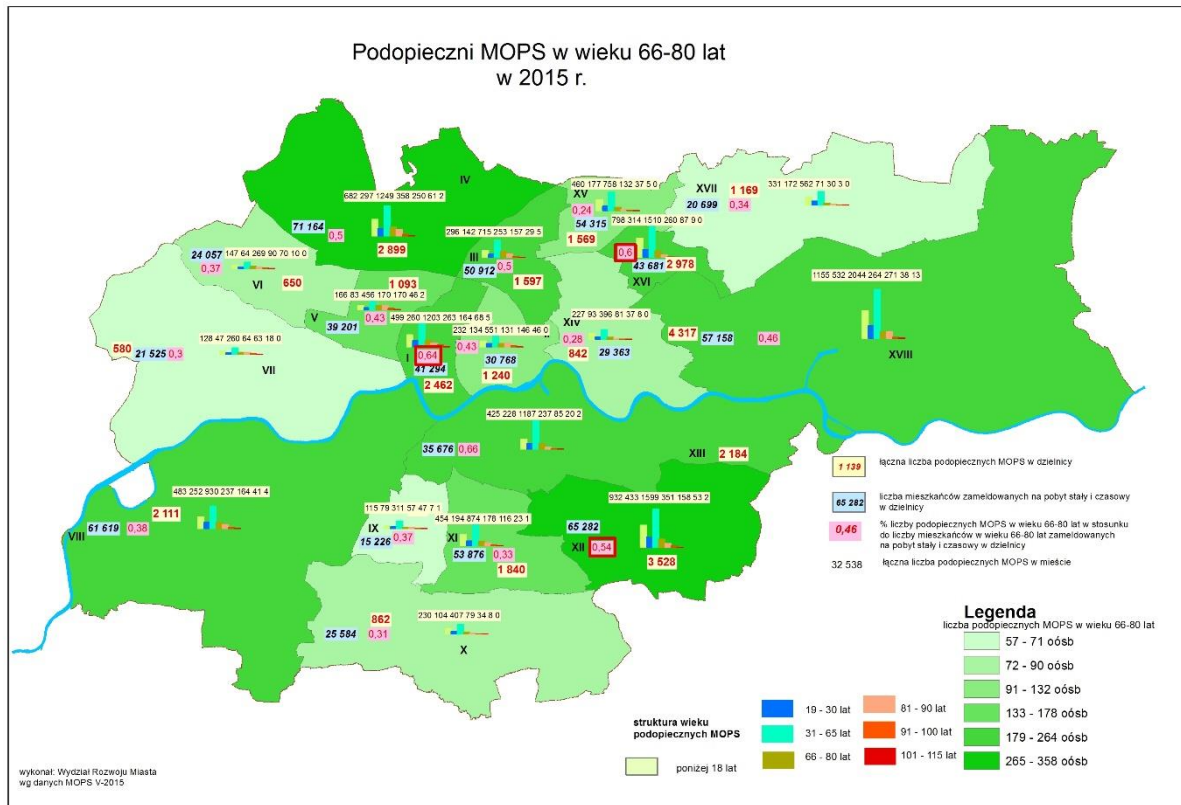 Podopieczni MOPS w wieku 66-80 lat
w 2015 r.
IV
682 297 1249 358 250 61 2
71 164
0,5
2 899
460 177 758 132 37 5 0
XV
0,24
54 315
1 569
XVII
1 169
20 699
0,34
331 172 562 71 30 3 0
296 142 715 253 157 29 5
III
0,5
50 912
1 597
798 314 1510 260 87 9 0
0,6
43 681
2 978
XVI
24 057
147 64 269 90 70 10 0
0,37
VI
650
1155 532 2044 264 271 38 13
4 317
57 158
0,46
XVIII
1 093
166 83 456 170 170 46 2
V
0,43
39 201
499 260 1203 263 164 68 5
I
0,64
41 294
2 462
232 134 551 131 146 46 0
0,43
30 768
1 240
227 93 396 81 37 8 0
XIV
0,28
842
29 363
128 47 260 64 63 18 0
580
21 525
0,3
VII
425 228 1187 237 85 20 2
35 676
0,66
XIII
2 184
483 252 930 237 164 41 4
2 111
VIII
61 619
0,38
115 79 311 57 47 7 1
IX
0,37
15 226
454 194 874 178 116 23 1
XI
0,33
53 876
1 840
932 433 1599 351 158 53 2
65 282
XII
0,54
3 528
862
230 104 407 79 34 8 0
25 584
0,31
X
1 139
łączna liczba podopiecznych MOPS w dzielnicy
65 282
liczba mieszkańców zameldowanych na pobyt stały i czasowy
w dzielnicy
0,46
% liczby podopiecznych MOPS w wieku 66-80 lat w stosunku
do liczby mieszkańców w wieku 66-80 lat zameldowanych
na pobyt stały i czasowy w dzielnicy
32 538
łączna liczba podopiecznych MOPS w mieście
Legenda
liczba podopiecznych MOPS w wieku 66-80 lat
57 - 71 oósb
72 - 90 oósb
91 - 132 oósb
133 - 178 oósb
179 - 264 oósb
265 - 358 oósb
struktura wieku
podopiecznych MOPS
poniżej 18 lat
19 - 30 lat
31 - 65 lat
66 - 80 lat
81 - 90 lat
91 - 100 lat
101 - 115 lat
wykonał: Wydział Rozwoju Miasta
wg danych MOPS V-2015